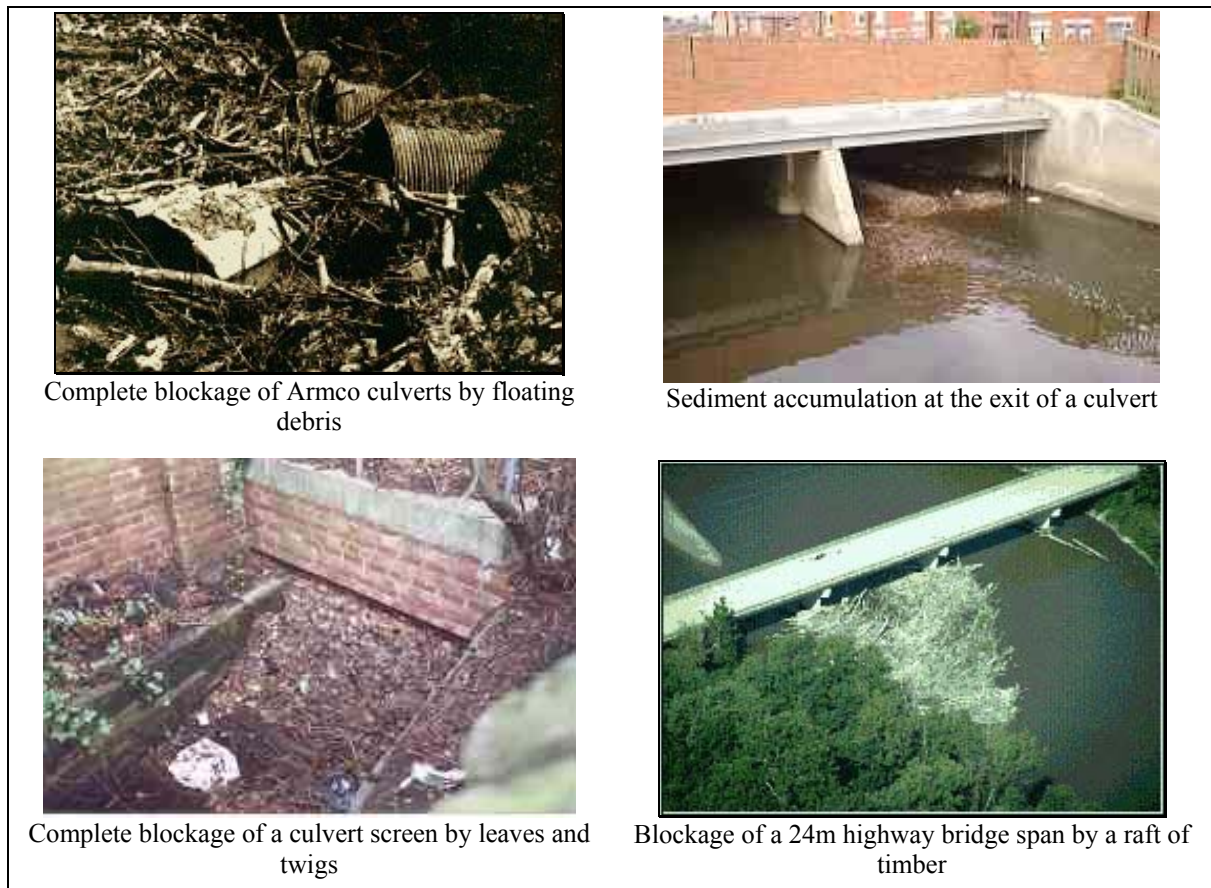 Complete blockage of Armco culverts by floating
debris
Sediment accumulation at the exit of a culvert
Complete blockage of a culvert screen by leaves and
twigs
Blockage of a 24m highway bridge span by a raft of
timber